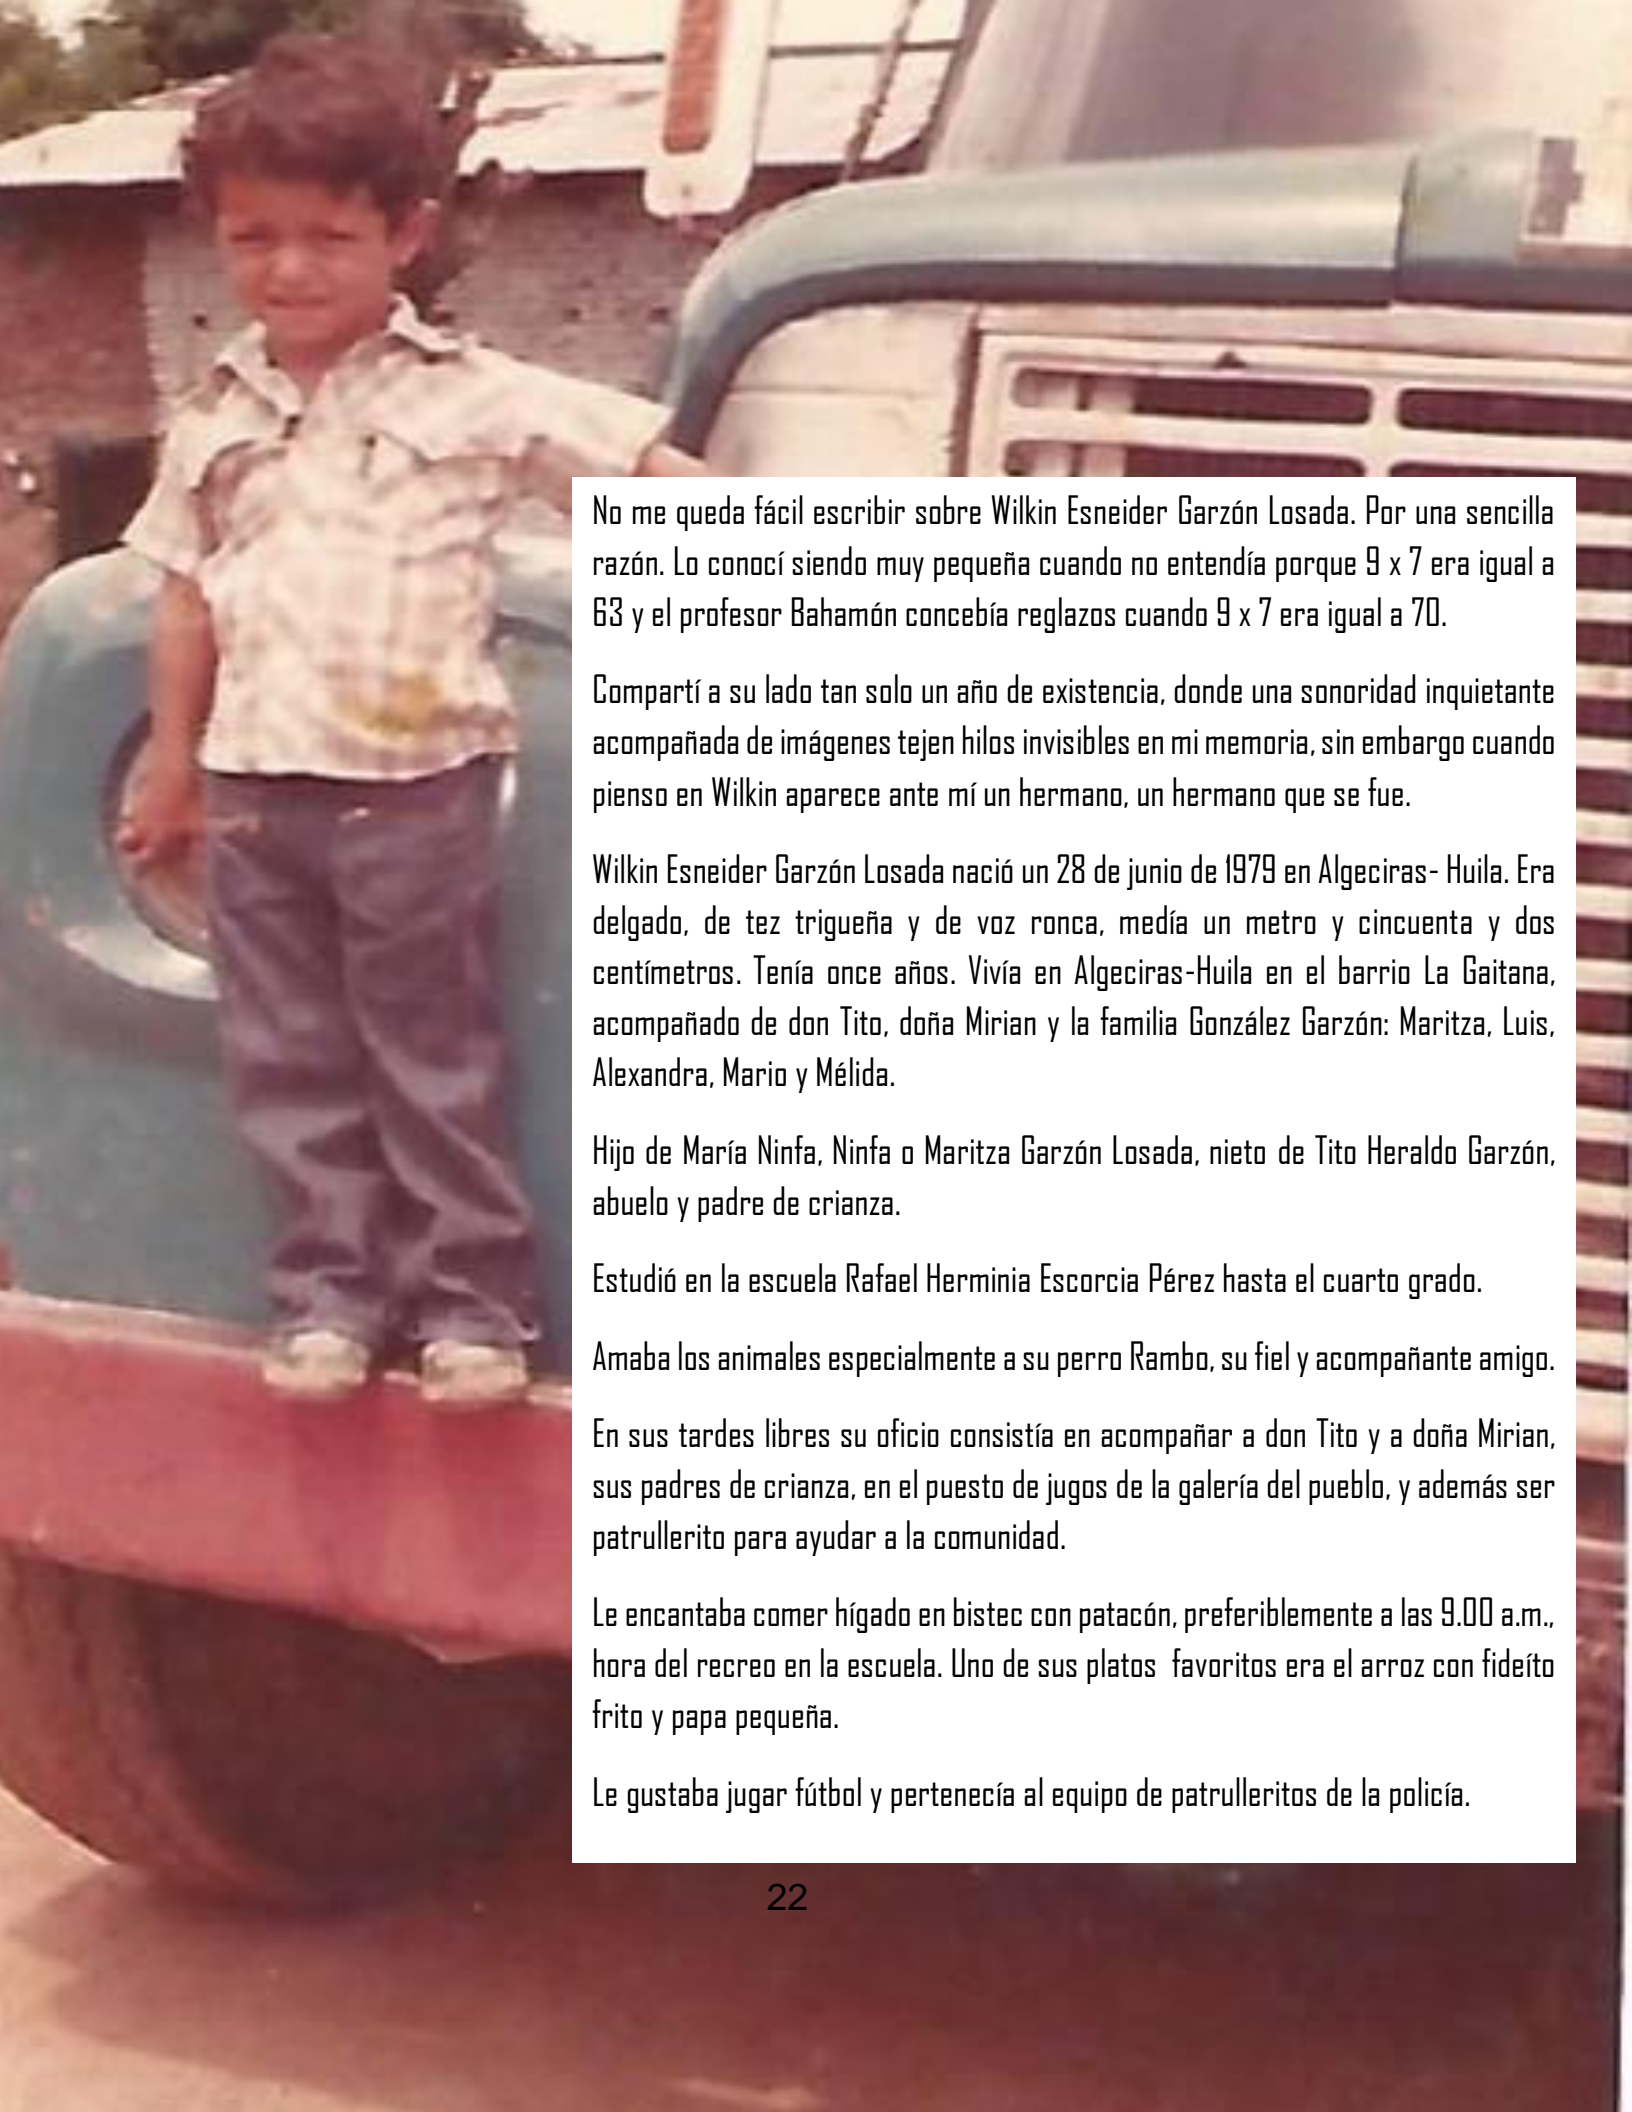 No me queda fácil escribir sobre Wilkin Esneider Garzón Losada. Por una sencilla
razón. Lo conocí siendo muy pequeña cuando no entendía porque 9 x 7 era igual a
63 y el profesor Bahamón concebía reglazos cuando 9 x 7 era igual a 70.
Compartí a su lado tan solo un año de existencia, donde una sonoridad inquietante
acompañada de imágenes tejen hilos invisibles en mi memoria, sin embargo cuando
pienso en Wilkin aparece ante mí un hermano, un hermano que se fue.
Wilkin Esneider Garzón Losada nació un 28 de junio de 1979 en Algeciras- Huila. Era
delgado, de tez trigueña y de voz ronca, medía un metro y cincuenta y dos
centímetros. Tenía once años. Vivía en Algeciras-Huila en el barrio La Gaitana,
acompañado de don Tito, doña Mirian y la familia González Garzón: Maritza, Luis,
Alexandra, Mario y Mélida.
Hijo de María Ninfa, Ninfa o Maritza Garzón Losada, nieto de Tito Heraldo Garzón,
abuelo y padre de crianza.
Estudió en la escuela Rafael Herminia Escorcia Pérez hasta el cuarto grado.
Amaba los animales especialmente a su perro Rambo, su fiel y acompañante amigo.
En sus tardes libres su oficio consistía en acompañar a don Tito y a doña Mirian,
sus padres de crianza, en el puesto de jugos de la galería del pueblo, y además ser
patrullerito para ayudar a la comunidad.
Le encantaba comer hígado en bistec con patacón, preferiblemente a las 9.00 a.m.,
hora del recreo en la escuela. Uno de sus platos  favoritos era el arroz con fideíto
frito y papa pequeña.
Le gustaba jugar fútbol y pertenecía al equipo de patrulleritos de la policía.
22